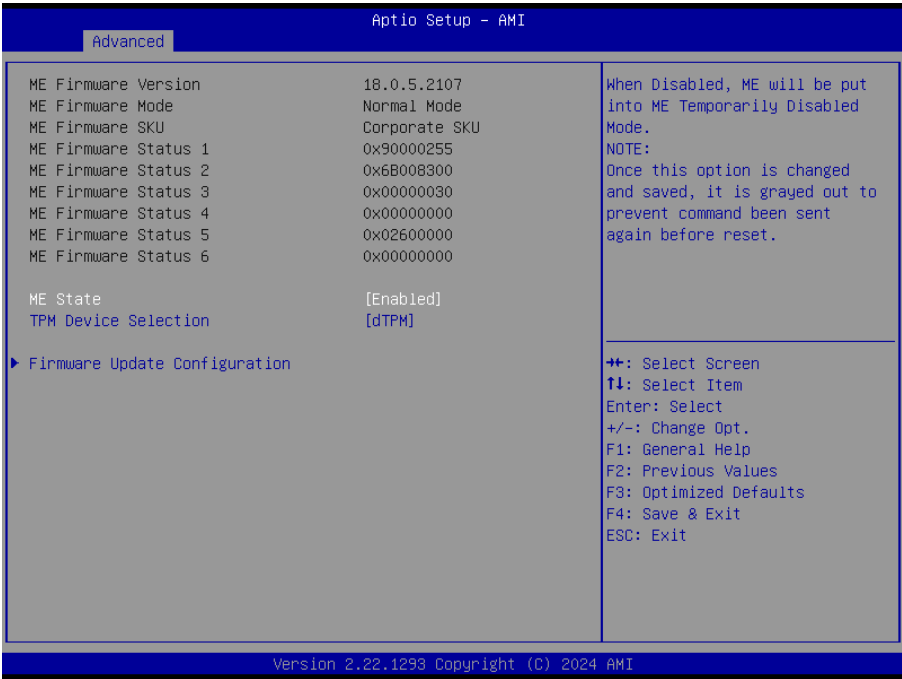 Aptio Setup - AMI
Advanced
ME Firmware Version 18.0.5.2107
ME Firmware Mode Normal Mode
ME Firmware SKU Corporate SKU
ME Firmware Status 1 0x90000255
ME Firmware Status 2 0x6B008300
ME Firmware Status 3 0x00000030
ME Firmware Status 4 0x00000000
ME Firmware Status 5 0x02600000
ME Firmware Status 6 0x00000000
ME State [Enabled]
TPM Device Selection [dTPM]
Firmware Update Configuration
When Disabled, ME will be put
into ME Temporarily Disabled
Mode.
NOTE:
Once this option is changed
and saved, it is grayed out to
prevent command been sent
again before reset.
→←: Select Screen
↑↓: Select Item
Enter: Select
+/-: Change Opt.
F1: General Help
F2: Previous Values
F3: Optimized Defaults
F4: Save & Exit
ESC: Exit
Version 2.22.1293 Copyright (C) 2024 AMI